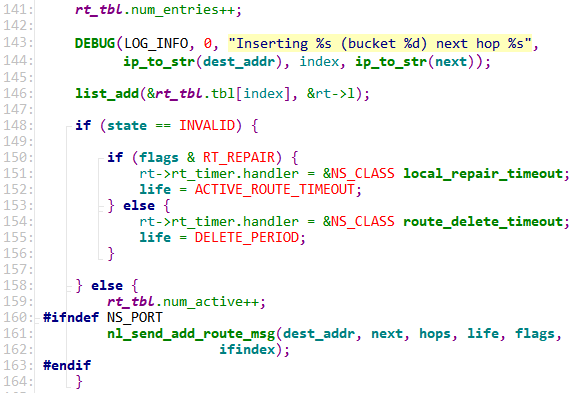 141: rt_tbl.num_entries++;
142:
143: DEBUG(LOG_INFO, 0, "Inserting %s (bucket %d) next hop %s",
144: ip_to_str(dest_addr), index, ip_to_str(next));
145:
146: list_add(&rt_tbl.tbl[index], &rt->l);
147:
148: if (state == INVALID) {
149:
150: if (flags & RT_REPAIR) {
151: rt->rt_timer.handler = &NS_CLASS local_repair_timeout;
152: life = ACTIVE_ROUTE_TIMEOUT;
153: } else {
154: rt->rt_timer.handler = &NS_CLASS route_delete_timeout;
155: life = DELETE_PERIOD;
156: }
157:
158: } else {
159: rt_tbl.num_active++;
160: #ifndef NS_PORT
161: nl_send_add_route_msg(dest_addr, next, hops, life, flags,
162: ifindex);
163: #endif
164: }